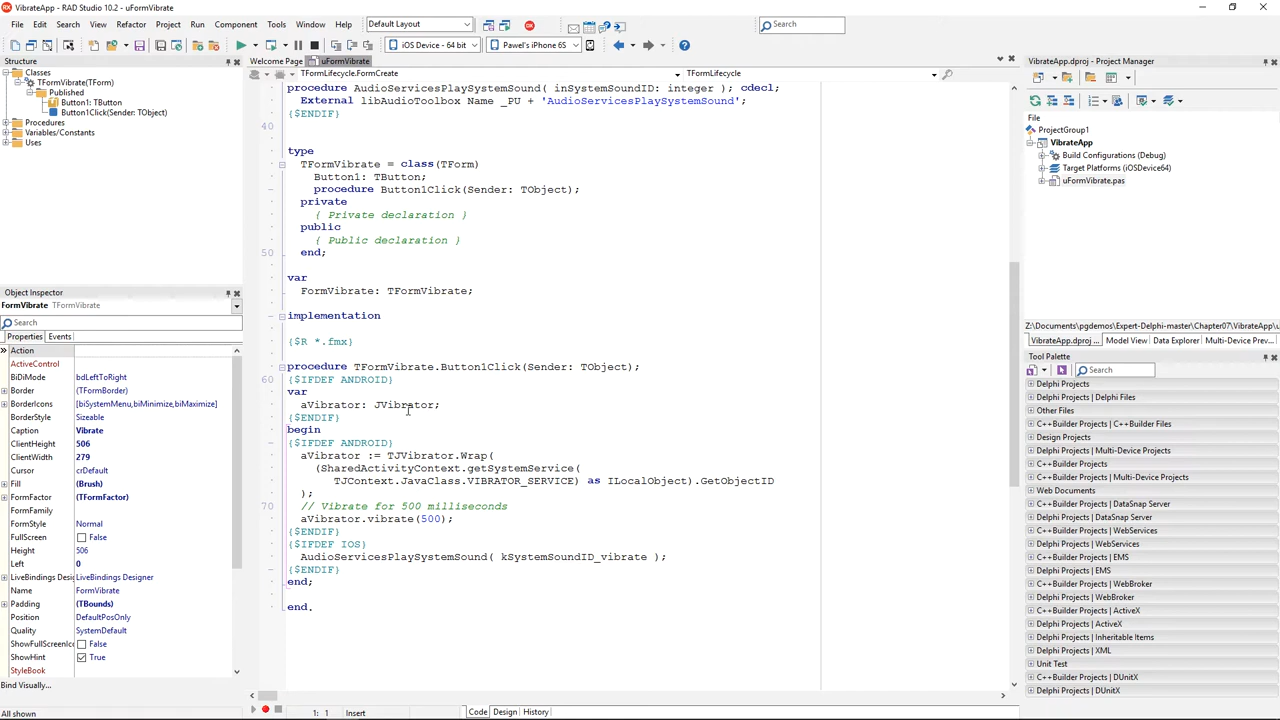 VibrateApp - RAD Studio 10.2 - uFormVibrate
File Edit Search View Refactor Project Run Component Tools Window Help Default Layout Search
iOS Device - 64 bit Pawel's iPhone 6S
Structure
Classes
TFormVibrate(TForm)
Published
Button1: TButton
Button1Click(Sender: TObject)
Procedures
Variables/Constants
Uses
Object Inspector
FormVibrate TFormVibrate
Search
Properties Events
Action
ActiveControl
BiDiMode bdLeftToRight
Border (TFormBorder)
BorderIcons [biSystemMenu,biMinimize,biMaximize]
BorderStyle Sizeable
Caption Vibrate
ClientHeight 506
ClientWidth 279
Cursor crDefault
Fill (Brush)
FormFactor (TFormFactor)
FormFamily
FormStyle Normal
FullScreen False
Height 506
Left 0
LiveBindings Desig LiveBindings Designer
Name FormVibrate
Padding (TBounds)
Position DefaultPosOnly
Quality SystemDefault
ShowFullScreenIc False
ShowHint True
StyleBook
Bind Visually...
All shown
Welcome Page uFormVibrate
TFormLifecycle.FormCreate TFormLifecycle
procedure AudioServicesPlaySystemSound( inSystemSoundID: integer ); cdecl;
External libAudioToolbox Name _PU + 'AudioServicesPlaySystemSound';
{$ENDIF}
40
type
TFormVibrate = class(TForm)
Button1: TButton;
procedure Button1Click(Sender: TObject);
private
{ Private declaration }
public
{ Public declaration }
50 end;
var
FormVibrate: TFormVibrate;
implementation
{$R *.fmx}
procedure TFormVibrate.Button1Click(Sender: TObject);
60 {$IFDEF ANDROID}
var
aVibrator: JVibrator;
{$ENDIF}
begin
{$IFDEF ANDROID}
aVibrator := TJVibrator.Wrap(
(SharedActivityContext.getSystemService(
TJContext.JavaClass.VIBRATOR_SERVICE) as ILocalObject).GetObjectID
);
70 // Vibrate for 500 milliseconds
aVibrator.vibrate(500);
{$ENDIF}
{$IFDEF IOS}
AudioServicesPlaySystemSound( kSystemSoundID_vibrate );
{$ENDIF}
end;
end.
1: 1 Insert Code Design History
VibrateApp.dproj - Project Manager
File
ProjectGroup1
VibrateApp
Build Configurations (Debug)
Target Platforms (iOSDevice64)
uFormVibrate.pas
Z:\Documents\pgdemos\Expert-Delphi-master\Chapter07\VibrateApp\u
VibrateApp.dproj ... Model View Data Explorer Multi-Device Prev...
Tool Palette
Search
Delphi Projects
Delphi Projects | Delphi Files
Other Files
C++Builder Projects | C++Builder Files
Design Projects
Delphi Projects | Multi-Device Projects
C++Builder Projects
C++Builder Projects | Multi-Device Projects
Web Documents
C++Builder Projects | DataSnap Server
Delphi Projects | DataSnap Server
Delphi Projects | WebServices
C++Builder Projects | WebServices
Delphi Projects | EMS
C++Builder Projects | EMS
C++Builder Projects | WebBroker
Delphi Projects | WebBroker
C++Builder Projects | ActiveX
Delphi Projects | ActiveX
Delphi Projects | Inheritable Items
Delphi Projects | XML
Unit Test
C++Builder Projects | DUnitX
Delphi Projects | DUnitX